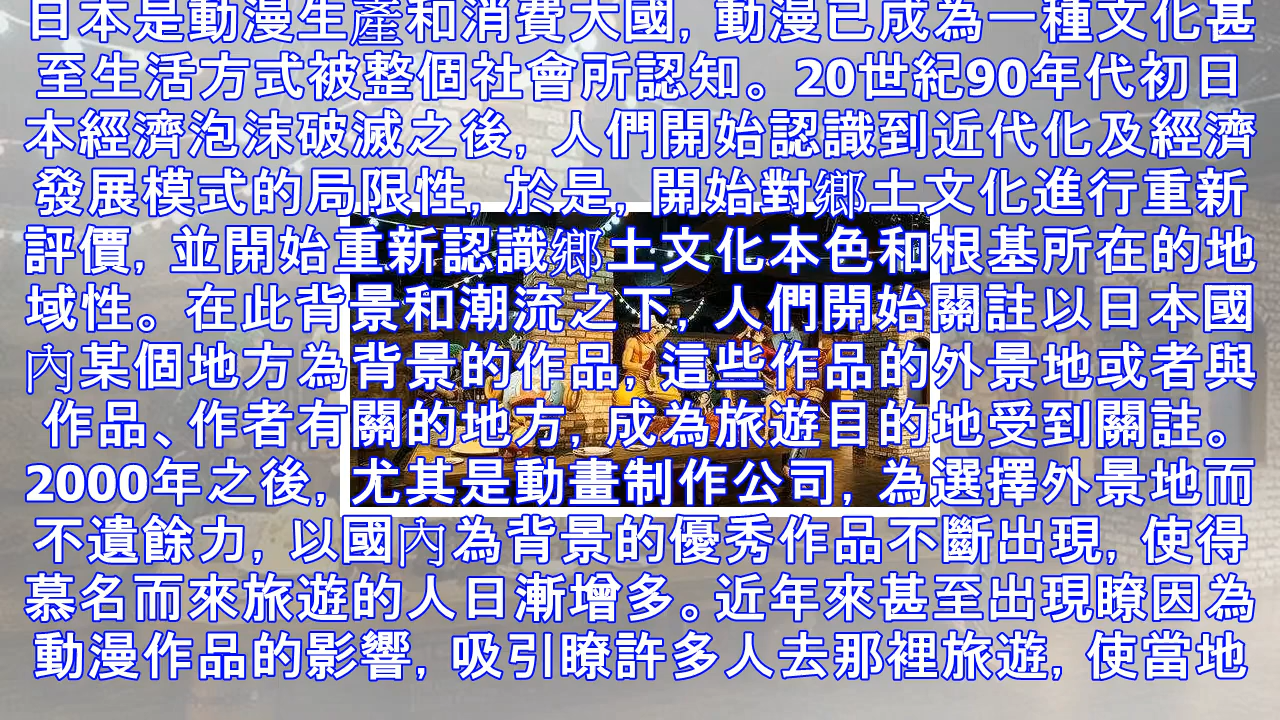 日本是動漫生產和消費大國, 動漫已成為一種文化甚
至生活方式被整個社會所認知。20世紀90年代初日
本經濟泡沫破滅之後, 人們開始認識到近代化及經濟
發展模式的局限性, 於是, 開始對鄉土文化進行重新
評價, 並開始重新認識鄉土文化本色和根基所在的地
域性。在此背景和潮流之下, 人們開始關註以日本國
內某個地方為背景的作品, 這些作品的外景地或者與
作品、作者有關的地方, 成為旅遊目的地受到關註。
2000年之後, 尤其是動畫制作公司, 為選擇外景地而
不遺餘力, 以國內為背景的優秀作品不斷出現, 使得
慕名而來旅遊的人日漸增多。近年來甚至出現瞭因為
動漫作品的影響, 吸引瞭許多人去那裡旅遊, 使當地